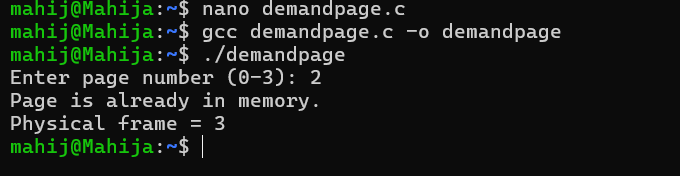 mahij@Mahija:~$ nano demandpage.c
mahij@Mahija:~$ gcc demandpage.c -o demandpage
mahij@Mahija:~$ ./demandpage
Enter page number (0-3): 2
Page is already in memory.
Physical frame = 3
mahij@Mahija:~$